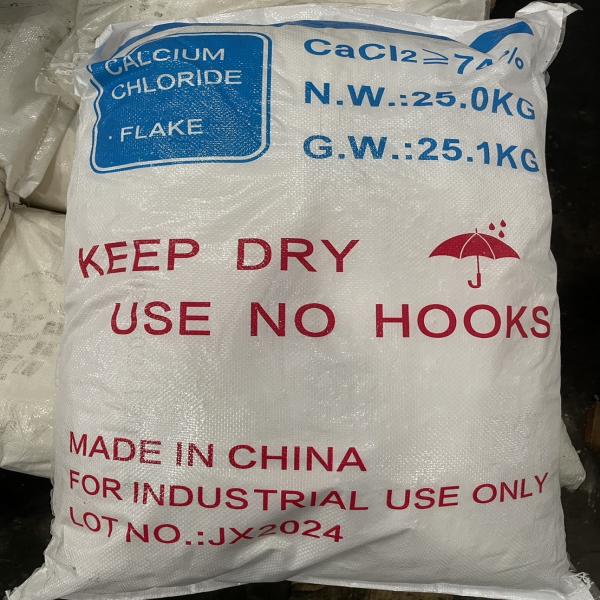 CALCIUM
CHLORIDE
· FLAKE
CaCl2≥74%
N.W.:25.0KG
G.W.:25.1KG
KEEP DRY
USE NO HOOKS
MADE IN CHINA
FOR INDUSTRIAL USE ONLY
LOT NO.:JX2024